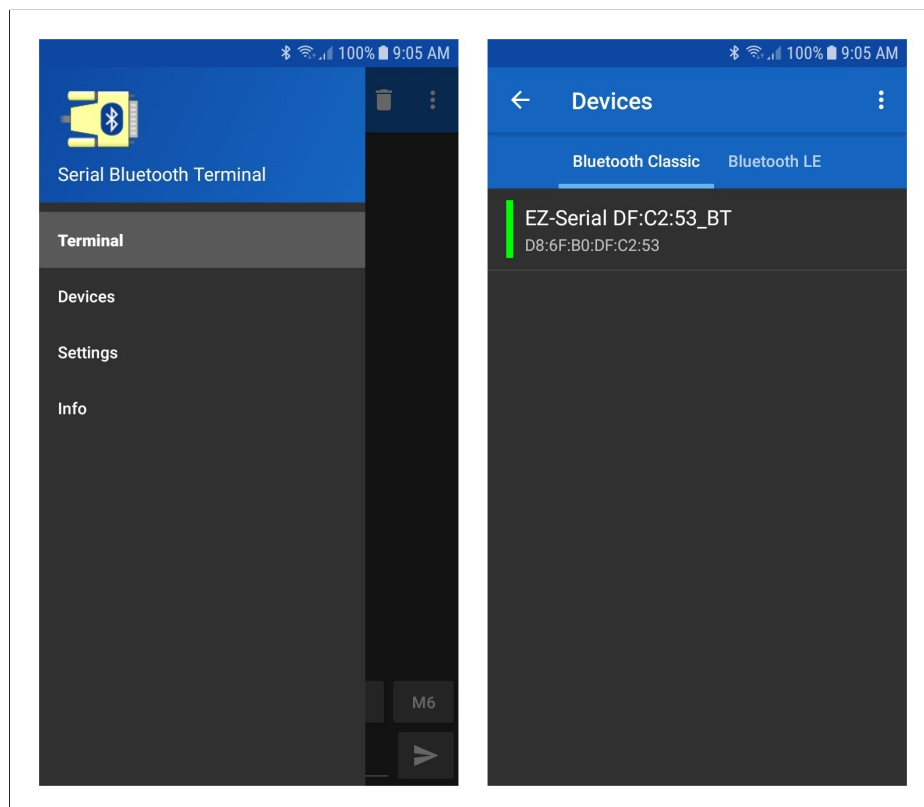 100% 9:05 AM
Serial Bluetooth Terminal
Terminal
Devices
Settings
Info
M6
100% 9:05 AM
Devices
Bluetooth Classic Bluetooth LE
EZ-Serial DF:C2:53_BT
D8:6F:B0:DF:C2:53